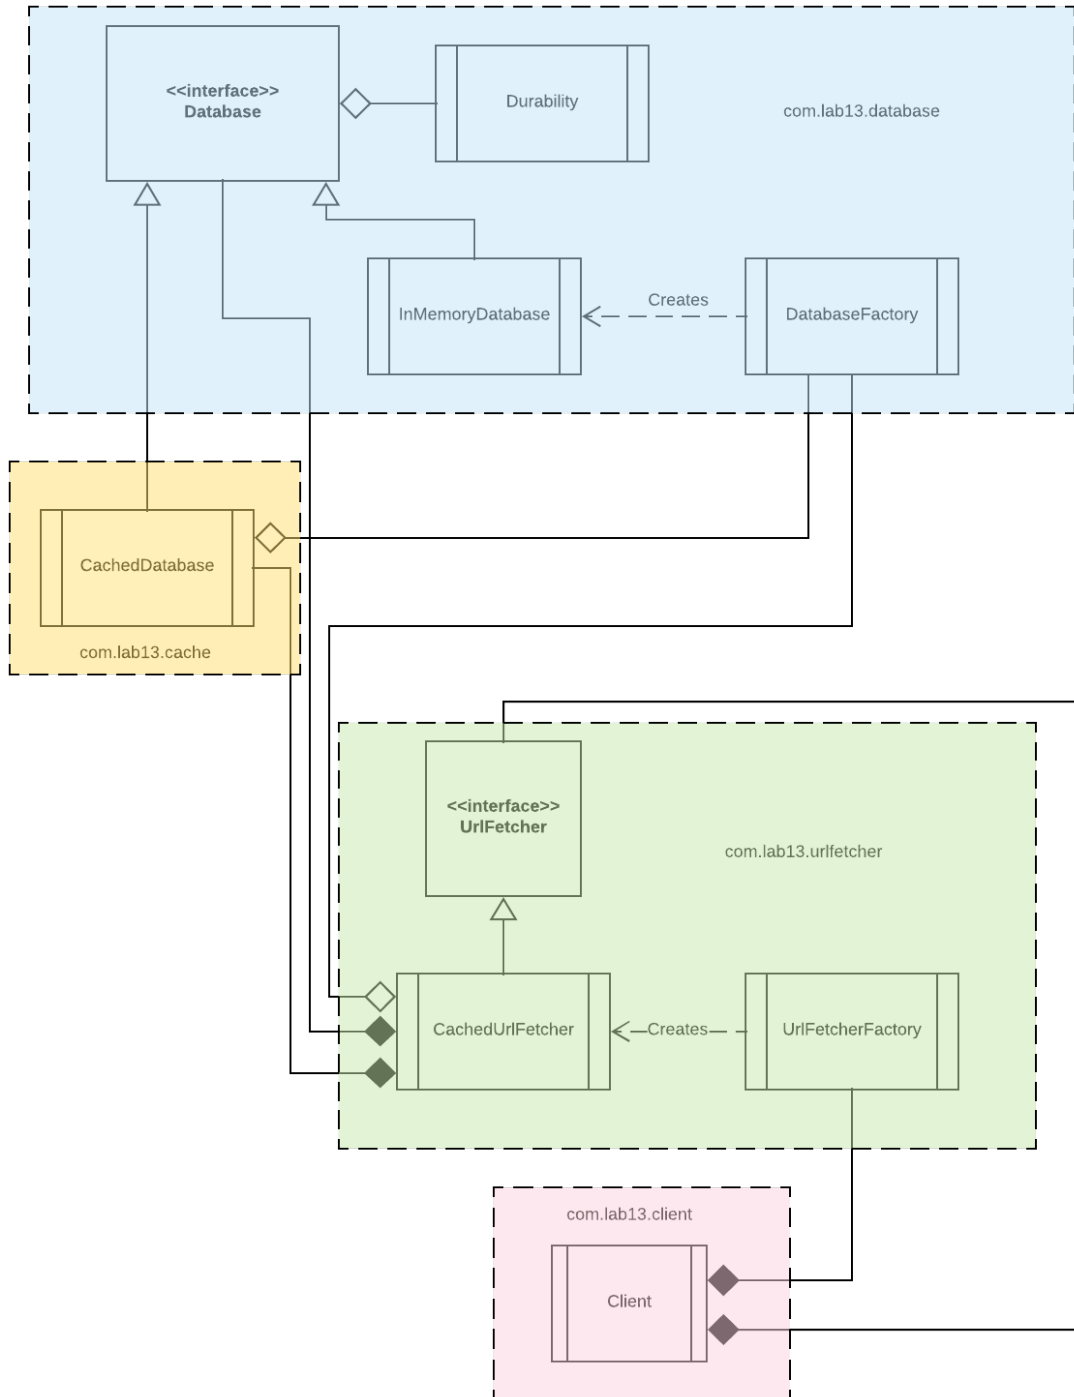 <<interface>>
Database
Durability
com.lab13.database
InMemoryDatabase
Creates
DatabaseFactory
CachedDatabase
com.lab13.cache
<<interface>>
UrlFetcher
com.lab13.urlfetcher
CachedUrlFetcher
Creates
UrlFetcherFactory
com.lab13.client
Client